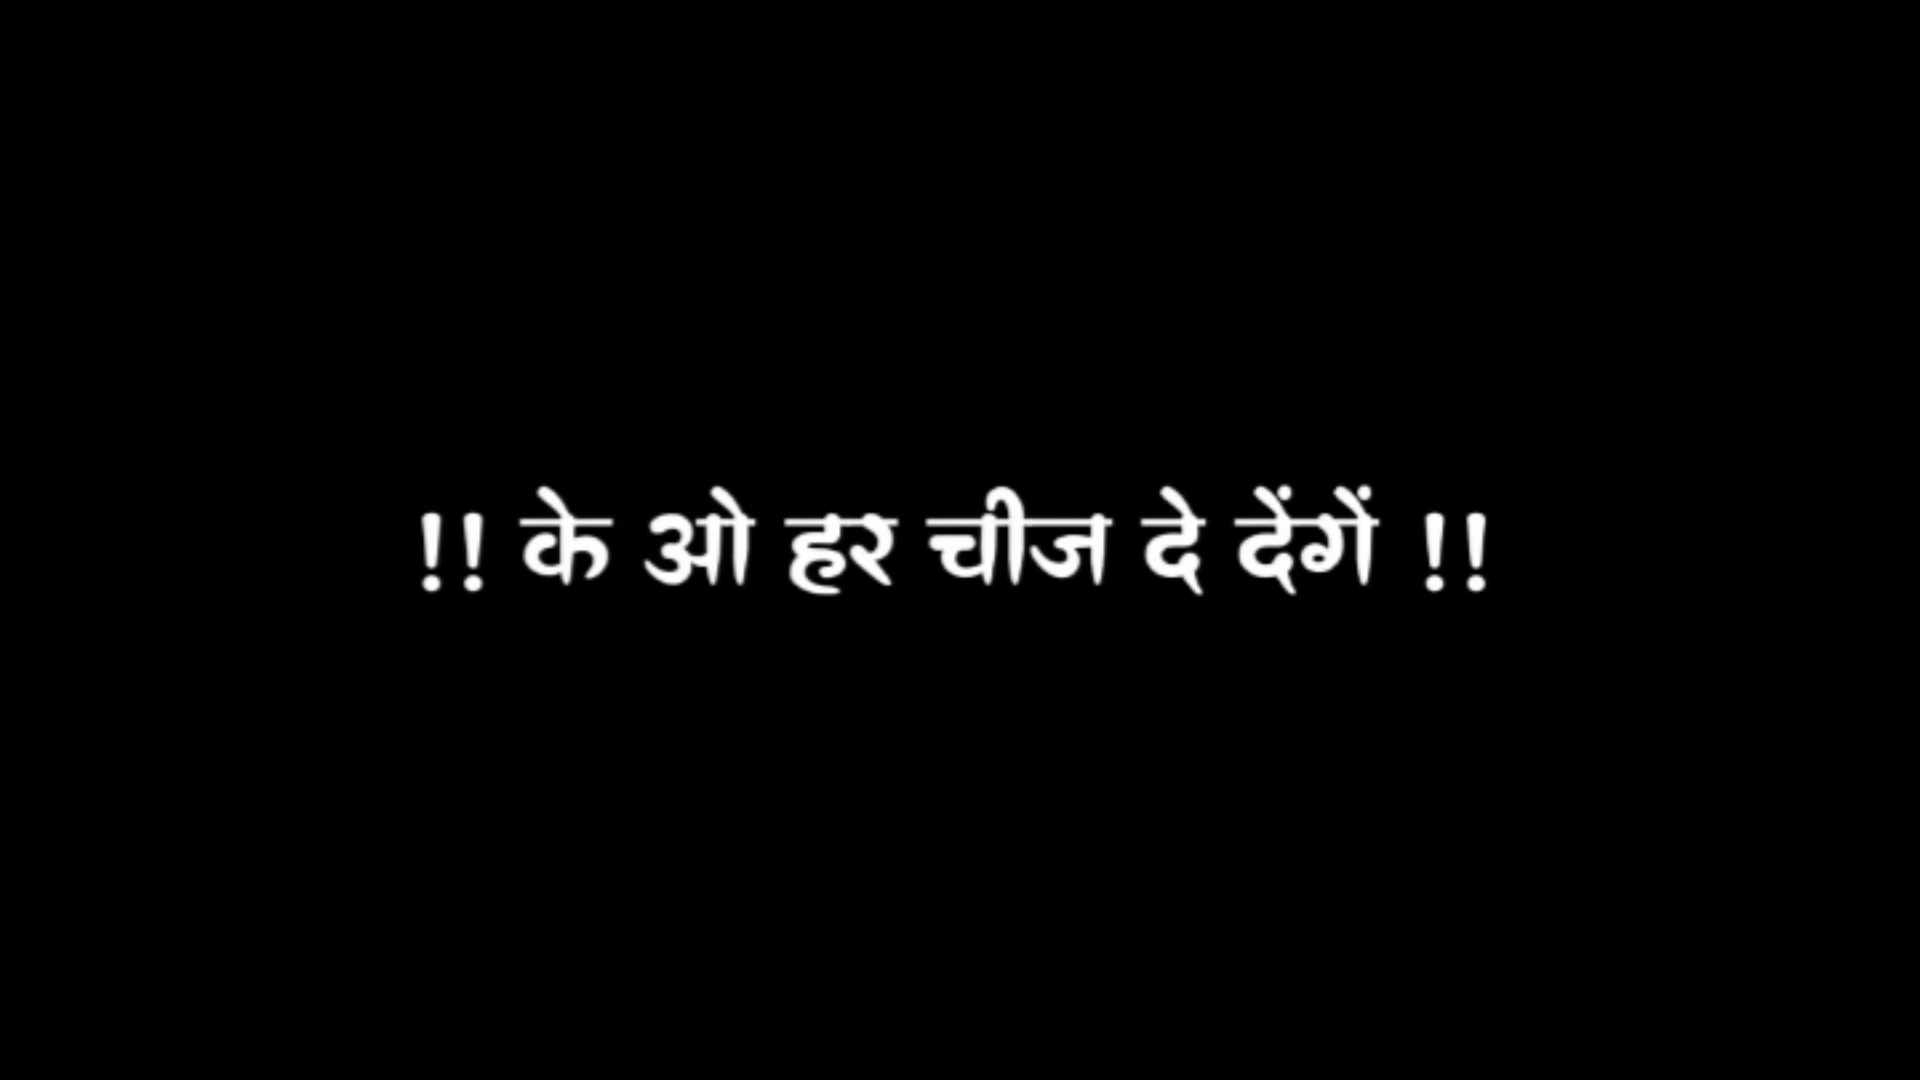 !! के ओ हर चीज दे देंगें !!